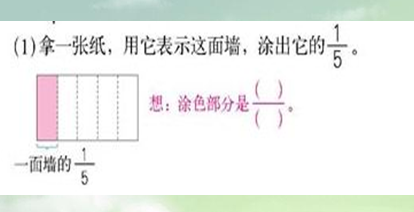 (1)拿一张纸，用它表示这面墙，涂出它的1/5。
想：涂色部分是( )/( )。
一面墙的1/5